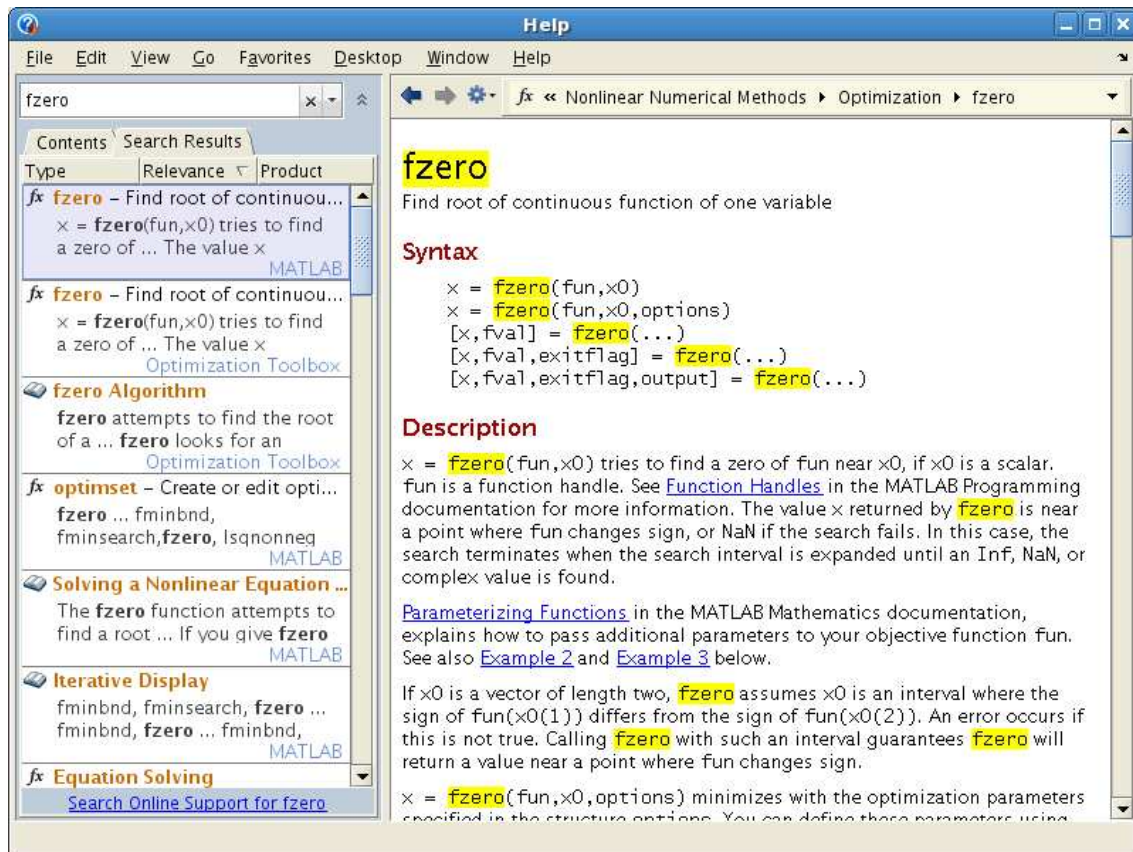 Help
File Edit View Go Favorites Desktop Window Help
fzero
Contents Search Results
Type Relevance Product
fx fzero – Find root of continuou...
x = fzero(fun,x0) tries to find
a zero of ... The value x
MATLAB
fx fzero – Find root of continuou...
x = fzero(fun,x0) tries to find
a zero of ... The value x
Optimization Toolbox
fzero Algorithm
fzero attempts to find the root
of a ... fzero looks for an
Optimization Toolbox
fx optimset – Create or edit opti...
fzero ... fminbnd,
fminsearch,fzero, lsqnonneg
MATLAB
Solving a Nonlinear Equation ...
The fzero function attempts to
find a root ... If you give fzero
MATLAB
Iterative Display
fminbnd, fminsearch, fzero ...
fminbnd, fzero ... fminbnd,
MATLAB
fx Equation Solving
Search Online Support for fzero
fx « Nonlinear Numerical Methods ▸ Optimization ▸ fzero
fzero
Find root of continuous function of one variable
Syntax
x = fzero(fun,x0)
x = fzero(fun,x0,options)
[x,fval] = fzero(...)
[x,fval,exitflag] = fzero(...)
[x,fval,exitflag,output] = fzero(...)
Description
x = fzero(fun,x0) tries to find a zero of fun near x0, if x0 is a scalar.
fun is a function handle. See Function Handles in the MATLAB Programming
documentation for more information. The value x returned by fzero is near
a point where fun changes sign, or NaN if the search fails. In this case, the
search terminates when the search interval is expanded until an Inf, NaN, or
complex value is found.
Parameterizing Functions in the MATLAB Mathematics documentation,
explains how to pass additional parameters to your objective function fun.
See also Example 2 and Example 3 below.
If x0 is a vector of length two, fzero assumes x0 is an interval where the
sign of fun(x0(1)) differs from the sign of fun(x0(2)). An error occurs if
this is not true. Calling fzero with such an interval guarantees fzero will
return a value near a point where fun changes sign.
x = fzero(fun,x0,options) minimizes with the optimization parameters
specified in the structure options. You can define these parameters using